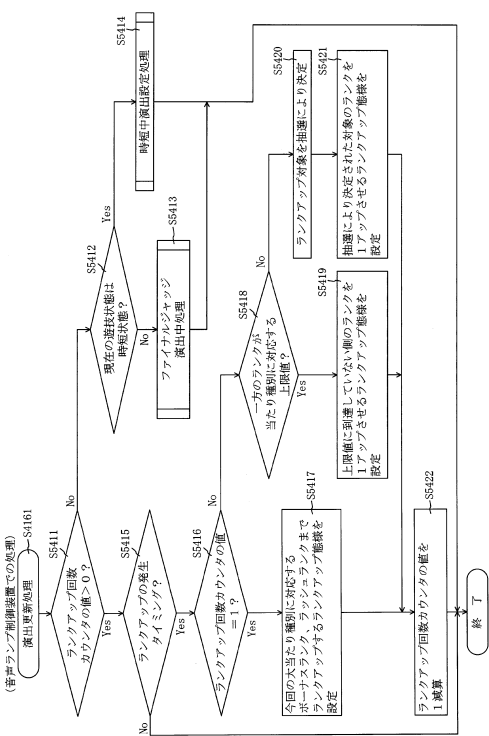 (音声ランプ制御装置での処理)
演出更新処理
S4161
ランクアップ回数
カウンタの値>0?
S5411
Yes
No
現在の遊技状態は
時短状態?
S5412
Yes
No
ファイナルジャッジ
演出中処理
S5413
時短中演出設定処理
S5414
ランクアップの発生
タイミング?
S5415
Yes
No
ランクアップ回数カウンタの値
=1?
S5416
Yes
No
今回の大当たり種別に対応する
ボーナスランク、ラッシュランクまで
ランクアップするランクアップ態様を
設定
S5417
一方のランクが
当たり種別に対応する
上限値?
S5418
Yes
No
上限値に到達していない側のランクを
1アップさせるランクアップ態様を
設定
S5419
ランクアップ対象を抽選により決定
S5420
抽選により決定された対象のランクを
1アップさせるランクアップ態様を
設定
S5421
ランクアップ回数カウンタの値を
1減算
S5422
終 了